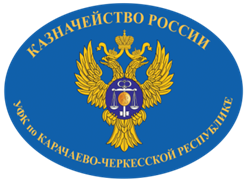 КАЗНАЧЕЙСТВО РОССИИ
УФК по КАРАЧАЕВО-ЧЕРКЕССКОЙ РЕСПУБЛИКЕ